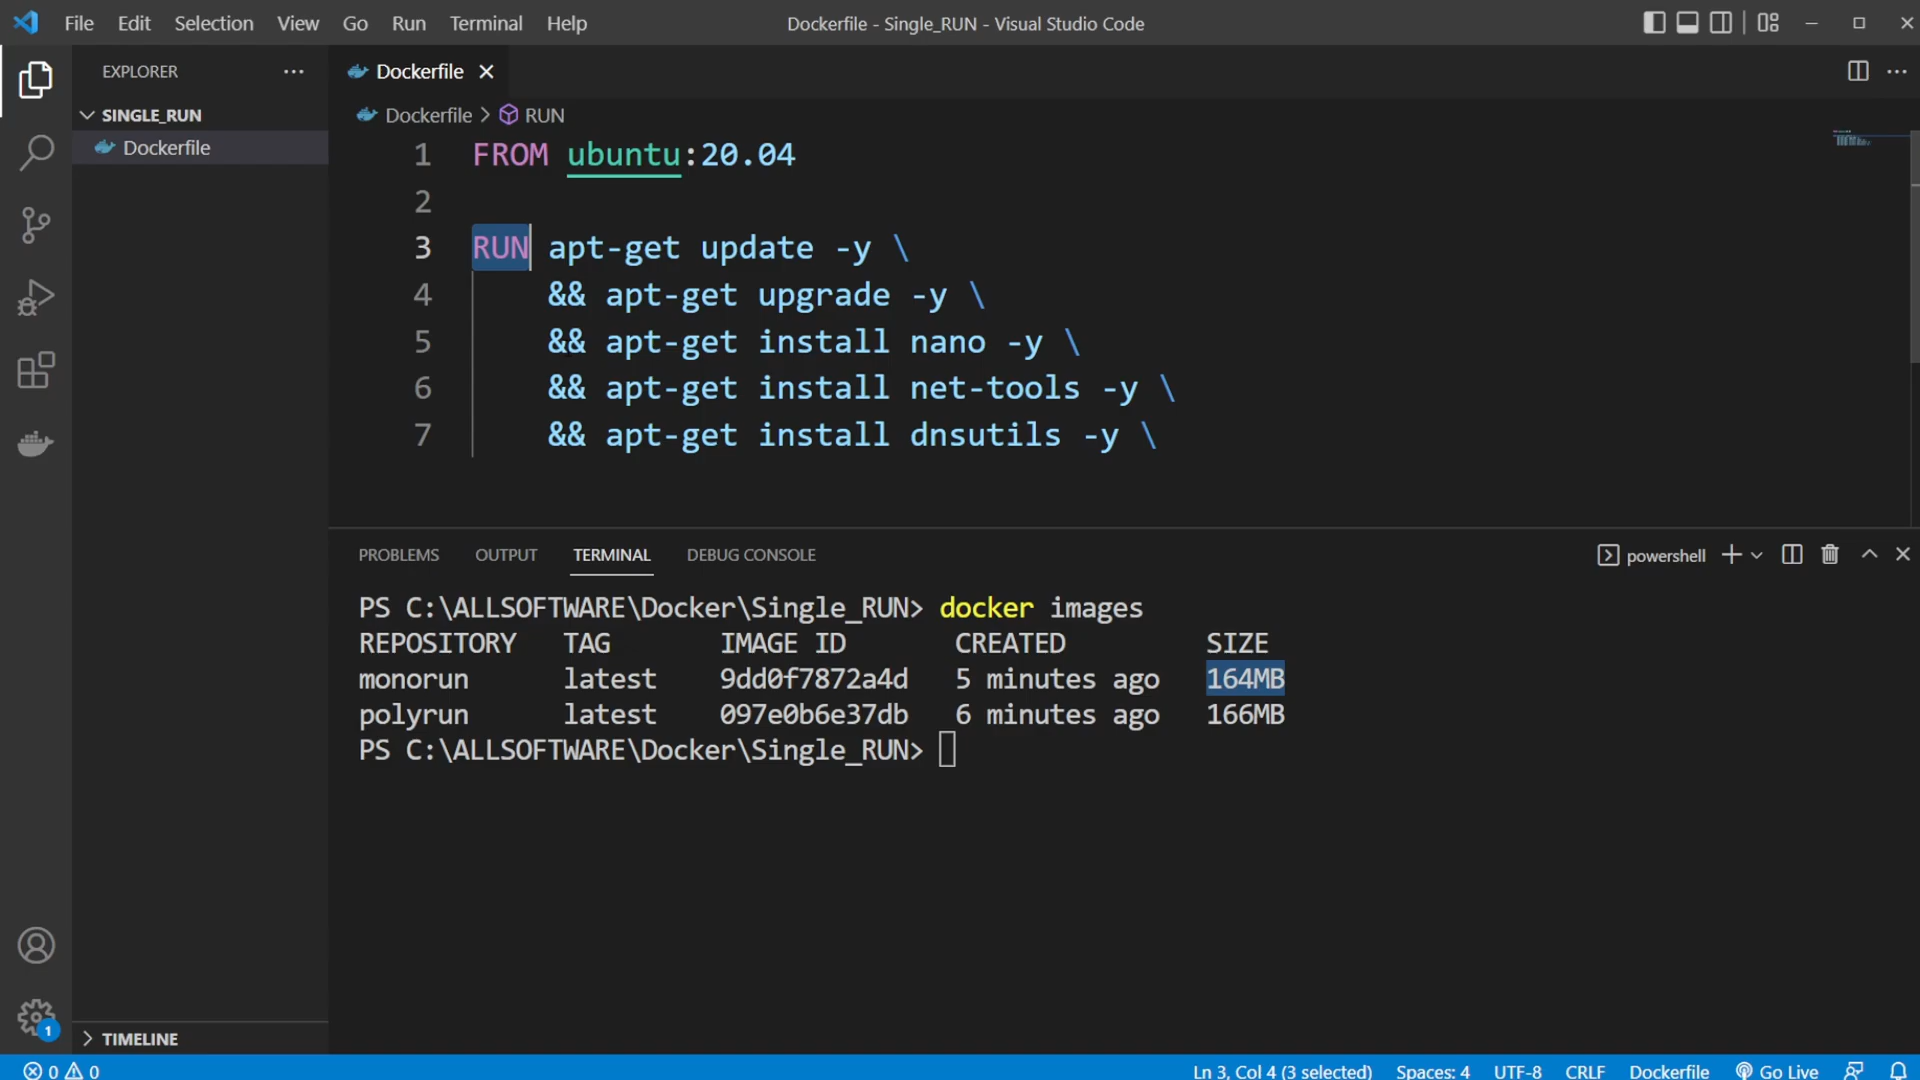 File Edit Selection View Go Run Terminal Help Dockerfile - Single_RUN - Visual Studio Code
EXPLORER
SINGLE_RUN
Dockerfile
TIMELINE
Dockerfile
Dockerfile > RUN
1 FROM ubuntu:20.04
2
3 RUN apt-get update -y \
4 && apt-get upgrade -y \
5 && apt-get install nano -y \
6 && apt-get install net-tools -y \
7 && apt-get install dnsutils -y \
PROBLEMS OUTPUT TERMINAL DEBUG CONSOLE powershell
PS C:\ALLSOFTWARE\Docker\Single_RUN> docker images
REPOSITORY TAG IMAGE ID CREATED SIZE
monorun latest 9dd0f7872a4d 5 minutes ago 164MB
polyrun latest 097e0b6e37db 6 minutes ago 166MB
PS C:\ALLSOFTWARE\Docker\Single_RUN>
1
0 0 Ln 3, Col 4 (3 selected) Spaces: 4 UTF-8 CRLF Dockerfile Go Live